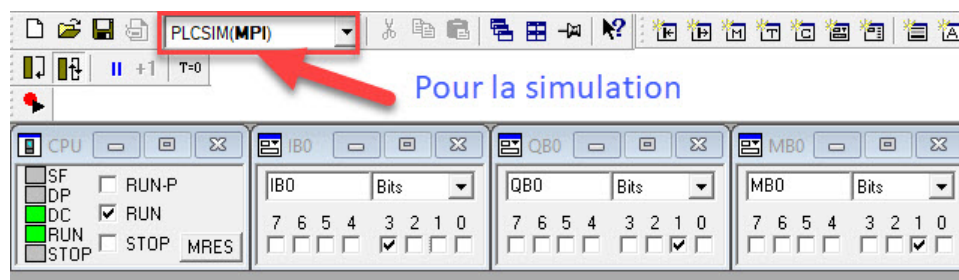 PLCSIM(MPI)
+1 T=0
Pour la simulation
CPU
SF
DP
DC
RUN
STOP
RUN-P
RUN
STOP
MRES
IB0
IB0 Bits
7 6 5 4 3 2 1 0
QB0
QB0 Bits
7 6 5 4 3 2 1 0
MB0
MB0 Bits
7 6 5 4 3 2 1 0